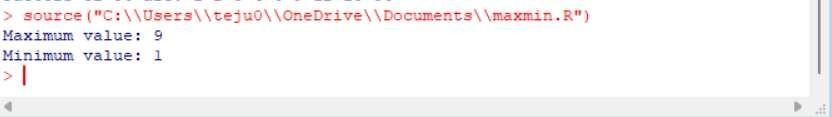 > source("C:\\Users\\teju0\\OneDrive\\Documents\\maxmin.R")
Maximum value: 9
Minimum value: 1
>